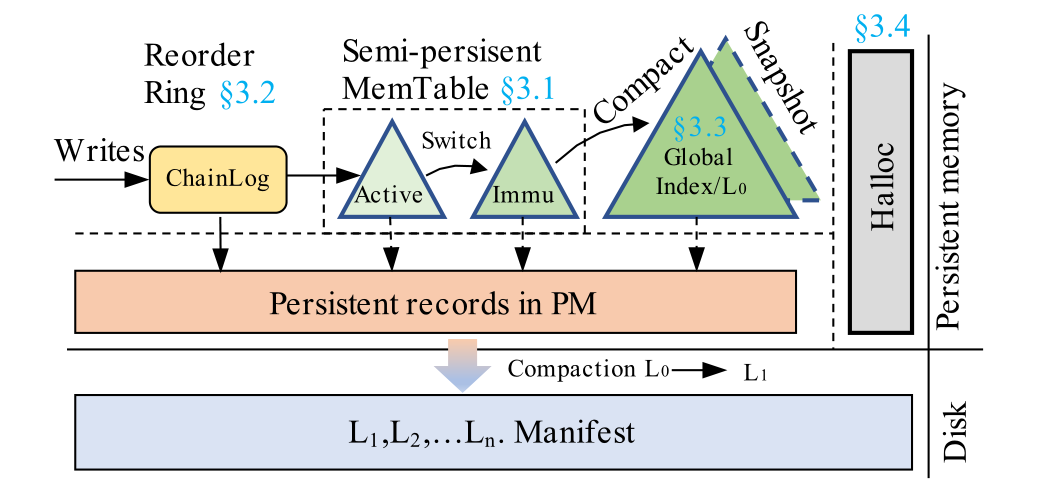 Reorder
Ring §3.2
Semi-persisent
MemTable §3.1
Compact
Snapshot
§3.4
Writes
ChainLog
Active
Switch
Immu
§3.3
Global
Index/L₀
Halloc
Persistent memory
Persistent records in PM
Compaction L₀ → L₁
L₁,L₂,…Lₙ. Manifest
Disk